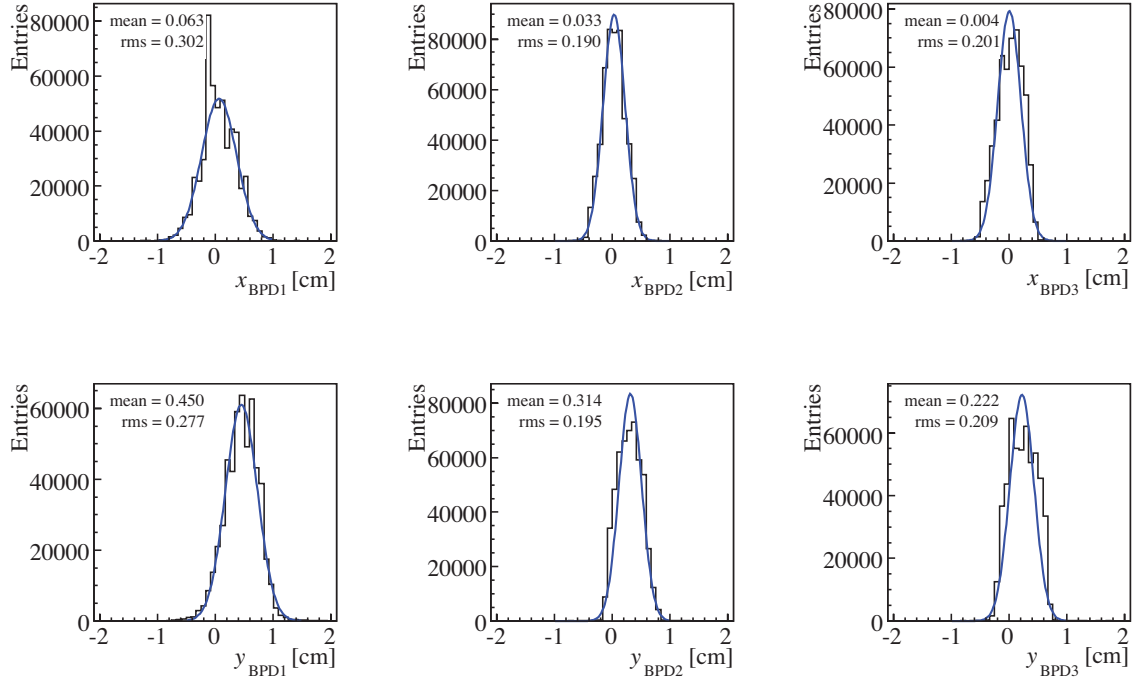 Entries
mean = 0.063
rms = 0.302
80000
60000
40000
20000
0
-2 -1 0 1 2
x BPD1 [cm]
Entries
mean = 0.033
rms = 0.190
80000
60000
40000
20000
0
-2 -1 0 1 2
x BPD2 [cm]
Entries
mean = 0.004
rms = 0.201
80000
60000
40000
20000
0
-2 -1 0 1 2
x BPD3 [cm]
Entries
mean = 0.450
rms = 0.277
60000
40000
20000
0
-2 -1 0 1 2
y BPD1 [cm]
Entries
mean = 0.314
rms = 0.195
80000
60000
40000
20000
0
-2 -1 0 1 2
y BPD2 [cm]
Entries
mean = 0.222
rms = 0.209
60000
40000
20000
0
-2 -1 0 1 2
y BPD3 [cm]